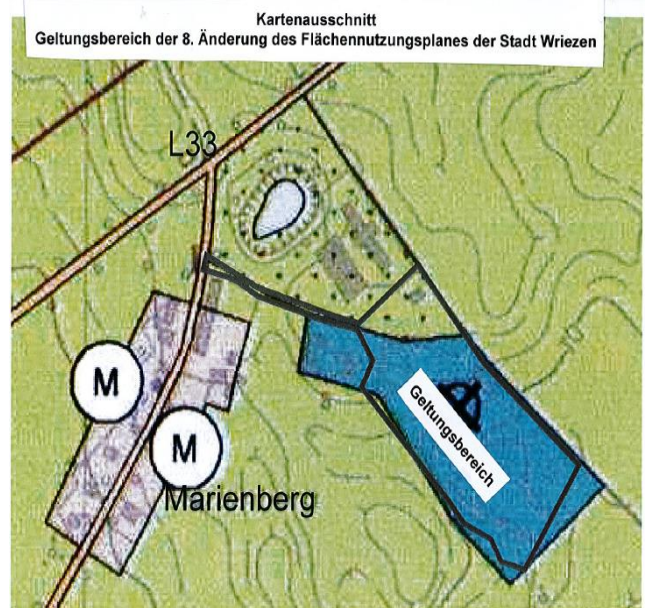 Kartenausschnitt
Geltungsbereich der 8. Änderung des Flächennutzungsplanes der Stadt Wriezen
L33
M
M
Geltungsbereich
Marienberg